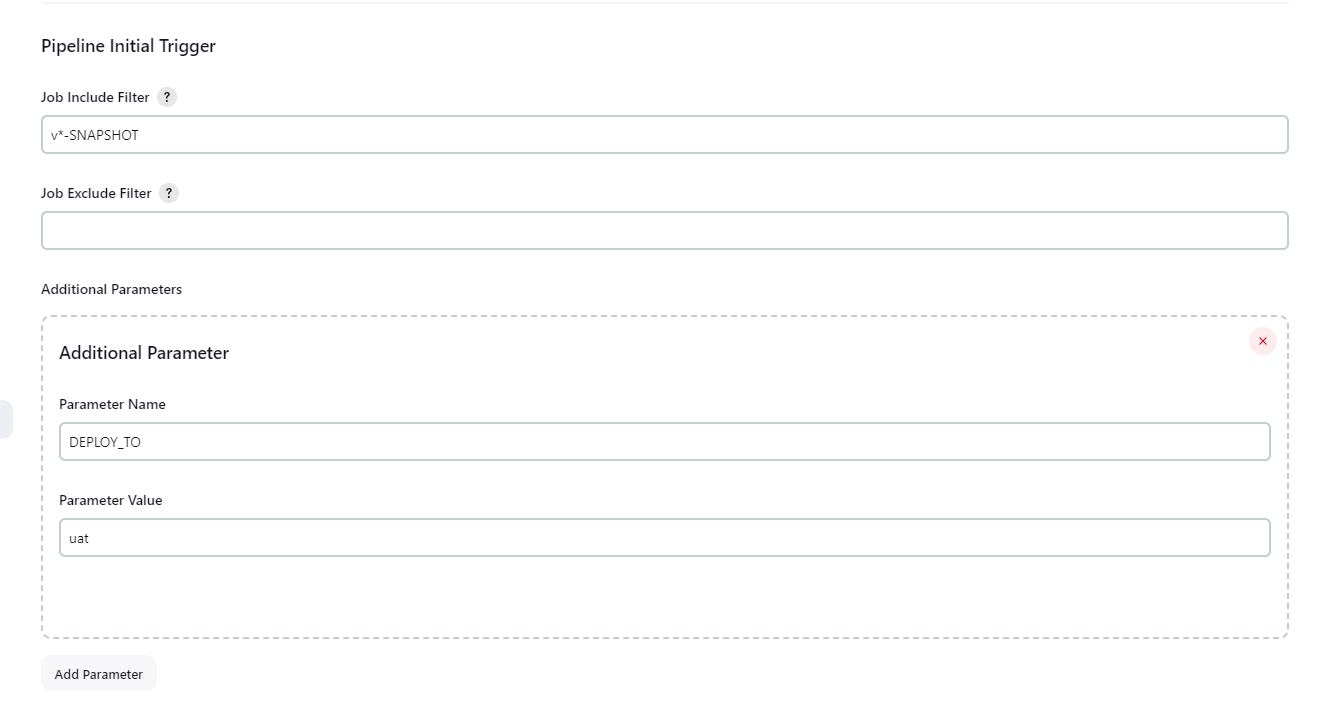 Pipeline Initial Trigger
Job Include Filter ?
v*-SNAPSHOT
Job Exclude Filter ?
Additional Parameters
Additional Parameter
×
Parameter Name
DEPLOY_TO
Parameter Value
uat
Add Parameter